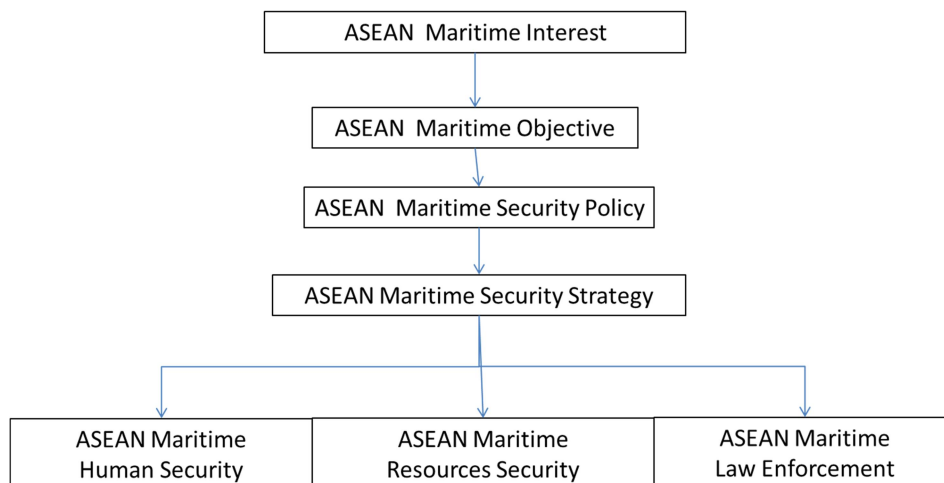 ASEAN  Maritime Interest
ASEAN  Maritime Objective
ASEAN  Maritime Security Policy
ASEAN Maritime Security Strategy
ASEAN Maritime
Human Security
ASEAN Maritime
Resources Security
ASEAN Maritime
Law Enforcement